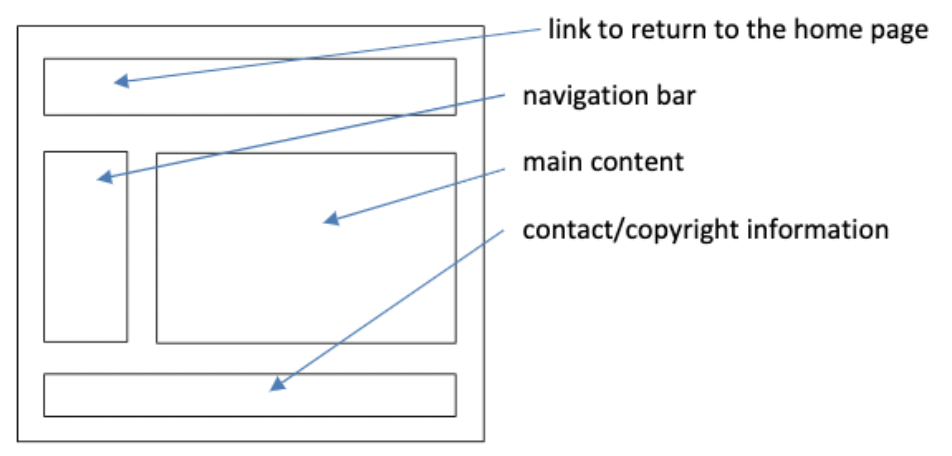 link to return to the home page
navigation bar
main content
contact/copyright information